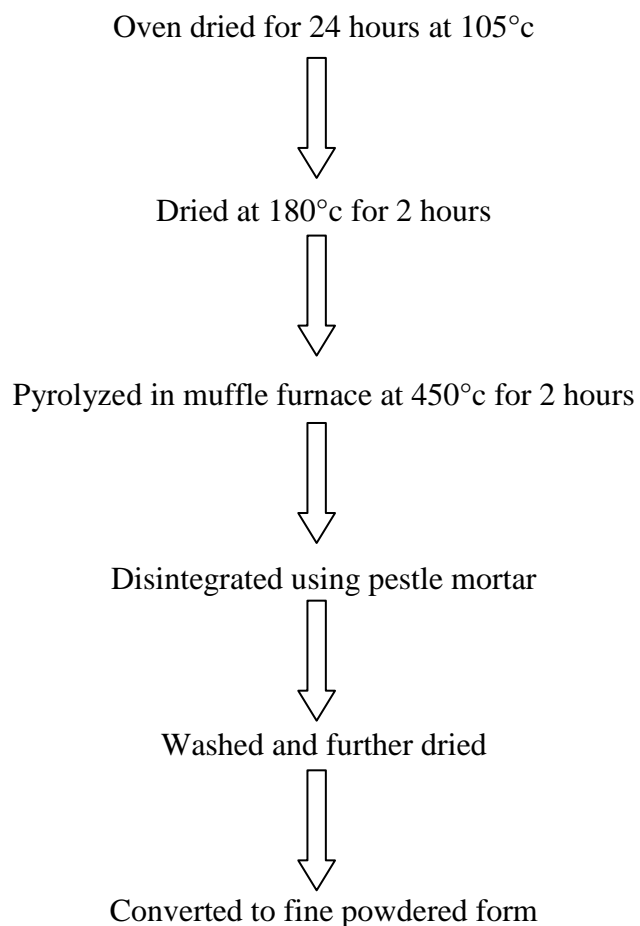 Oven dried for 24 hours at 105°c
Dried at 180°c for 2 hours
Pyrolyzed in muffle furnace at 450°c for 2 hours
Disintegrated using pestle mortar
Washed and further dried
Converted to fine powdered form